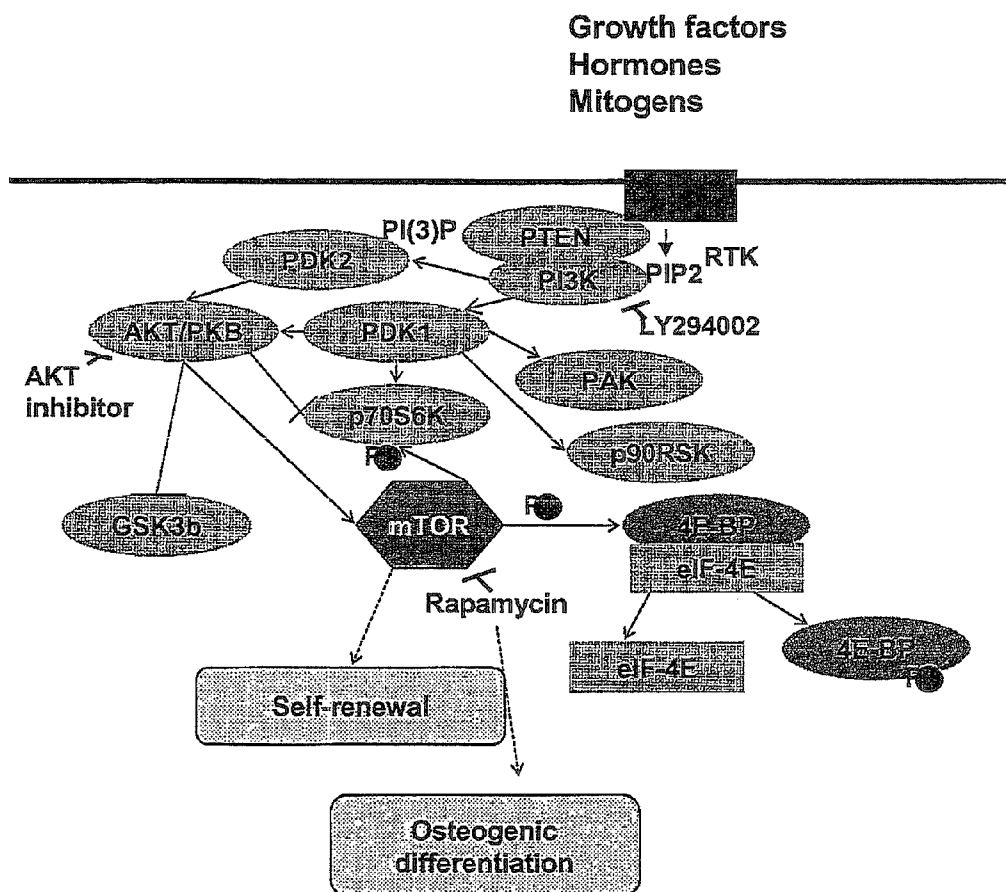 Growth factors
Hormones
Mitogens
PI(3)P
PTEN
PDK2
PI3K
PIP2
RTK
AKT/PKB
PDK1
LY294002
AKT
inhibitor
PAK
p70S6K
P
p90RSK
GSK3b
mTOR
P
4E-BP
eIF-4E
Rapamycin
eIF-4E
4E-BP
P
Self-renewal
Osteogenic
differentiation